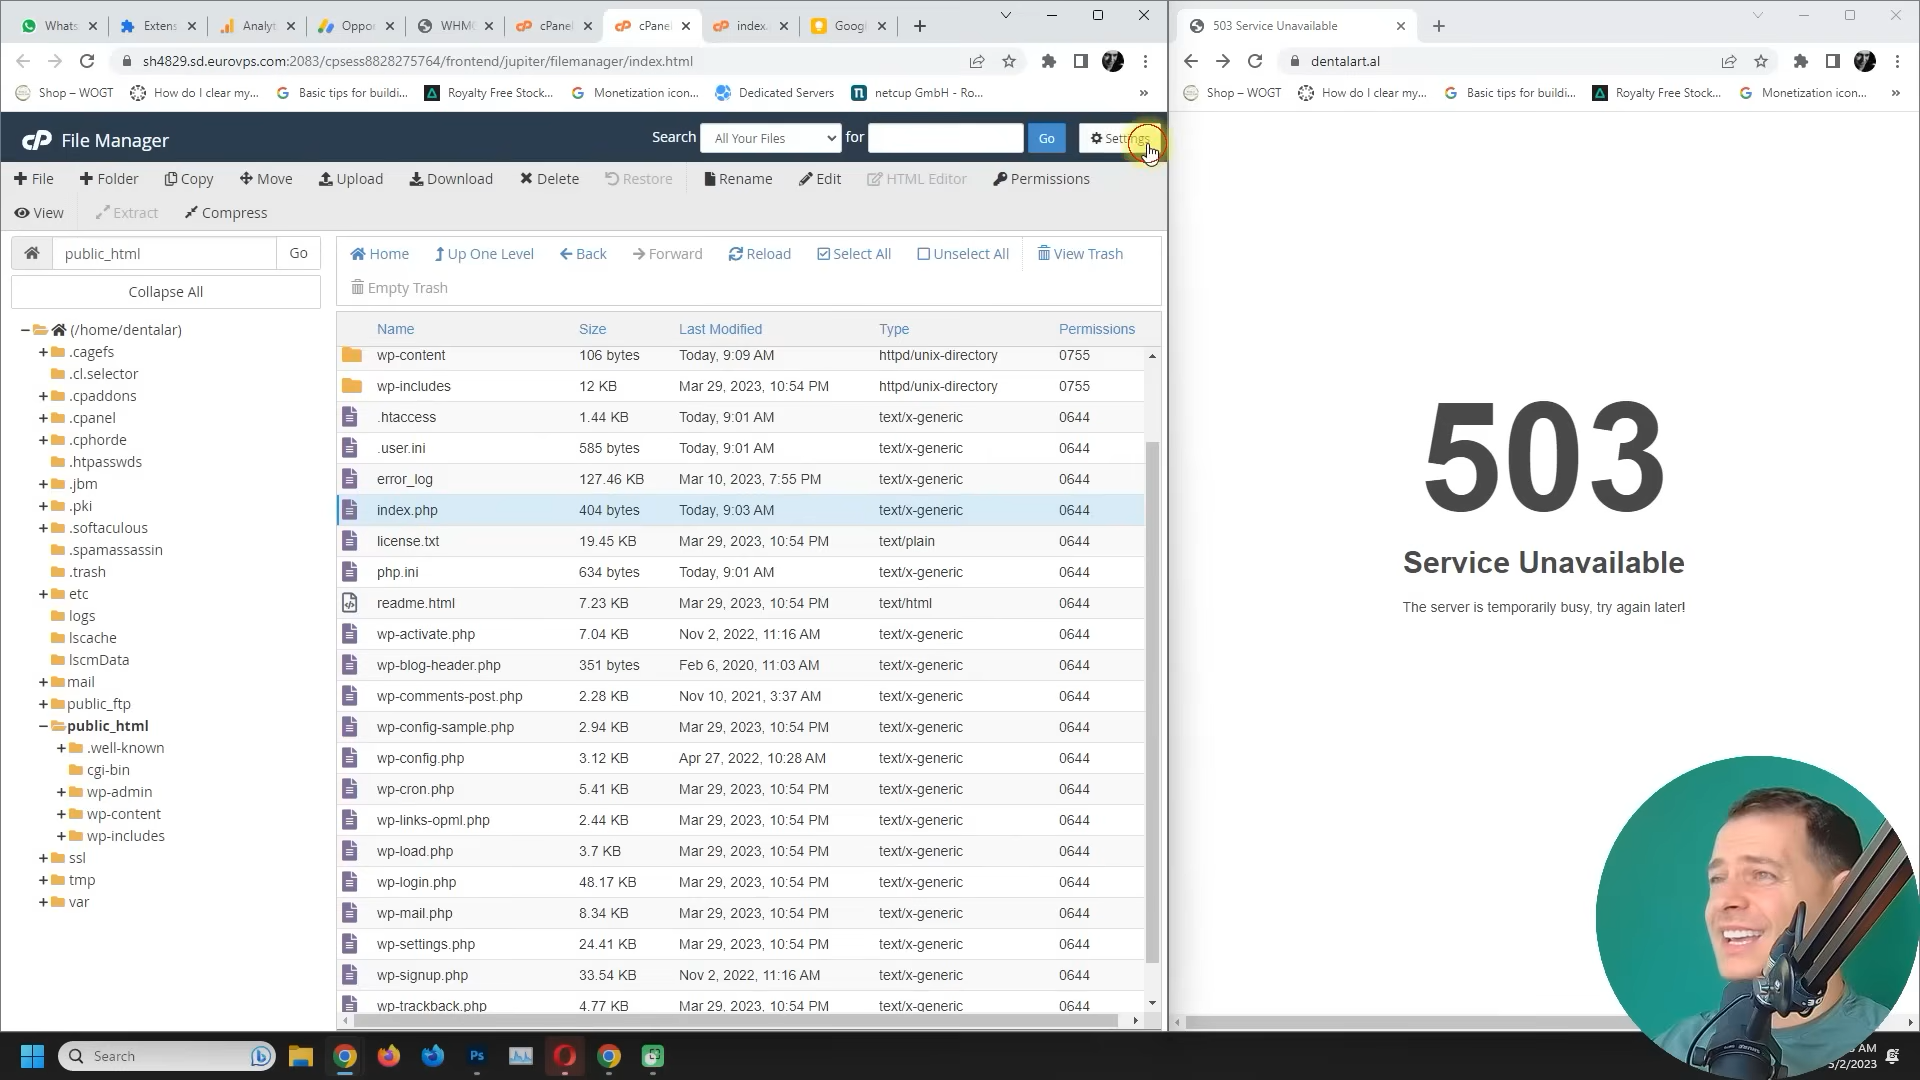 Whats
Extens
Analyt
Oppor
WHMC
cPanel
cPanel
index.
Googl
sh4829.sd.eurovps.com:2083/cpsess8828275764/frontend/jupiter/filemanager/index.html
Shop – WOGT
How do I clear my...
Basic tips for buildi...
Royalty Free Stock...
Monetization icon...
Dedicated Servers
netcup GmbH - Ro...
»
cP File Manager
Search All Your Files for Go Settings
File
Folder
Copy
Move
Upload
Download
Delete
Restore
Rename
Edit
HTML Editor
Permissions
View
Extract
Compress
public_html Go
Collapse All
(/home/dentalar)
.cagefs
.cl.selector
.cpaddons
.cpanel
.cphorde
.htpasswds
.jbm
.pki
.softaculous
.spamassassin
.trash
etc
logs
lscache
lscmData
mail
public_ftp
public_html
.well-known
cgi-bin
wp-admin
wp-content
wp-includes
ssl
tmp
var
Home
Up One Level
Back
Forward
Reload
Select All
Unselect All
View Trash
Empty Trash
Name Size Last Modified Type Permissions
wp-content 106 bytes Today, 9:09 AM httpd/unix-directory 0755
wp-includes 12 KB Mar 29, 2023, 10:54 PM httpd/unix-directory 0755
.htaccess 1.44 KB Today, 9:01 AM text/x-generic 0644
.user.ini 585 bytes Today, 9:01 AM text/x-generic 0644
error_log 127.46 KB Mar 10, 2023, 7:55 PM text/x-generic 0644
index.php 404 bytes Today, 9:03 AM text/x-generic 0644
license.txt 19.45 KB Mar 29, 2023, 10:54 PM text/plain 0644
php.ini 634 bytes Today, 9:01 AM text/x-generic 0644
readme.html 7.23 KB Mar 29, 2023, 10:54 PM text/html 0644
wp-activate.php 7.04 KB Nov 2, 2022, 11:16 AM text/x-generic 0644
wp-blog-header.php 351 bytes Feb 6, 2020, 11:03 AM text/x-generic 0644
wp-comments-post.php 2.28 KB Nov 10, 2021, 3:37 AM text/x-generic 0644
wp-config-sample.php 2.94 KB Mar 29, 2023, 10:54 PM text/x-generic 0644
wp-config.php 3.12 KB Apr 27, 2022, 10:28 AM text/x-generic 0644
wp-cron.php 5.41 KB Mar 29, 2023, 10:54 PM text/x-generic 0644
wp-links-opml.php 2.44 KB Mar 29, 2023, 10:54 PM text/x-generic 0644
wp-load.php 3.7 KB Mar 29, 2023, 10:54 PM text/x-generic 0644
wp-login.php 48.17 KB Mar 29, 2023, 10:54 PM text/x-generic 0644
wp-mail.php 8.34 KB Mar 29, 2023, 10:54 PM text/x-generic 0644
wp-settings.php 24.41 KB Mar 29, 2023, 10:54 PM text/x-generic 0644
wp-signup.php 33.54 KB Nov 2, 2022, 11:16 AM text/x-generic 0644
wp-trackback.php 4.77 KB Mar 29, 2023, 10:54 PM text/x-generic 0644
503 Service Unavailable
dentalart.al
Shop – WOGT
How do I clear my...
Basic tips for buildi...
Royalty Free Stock...
Monetization icon...
»
503
Service Unavailable
The server is temporarily busy, try again later!
Search
Ps
AM
5/2/2023